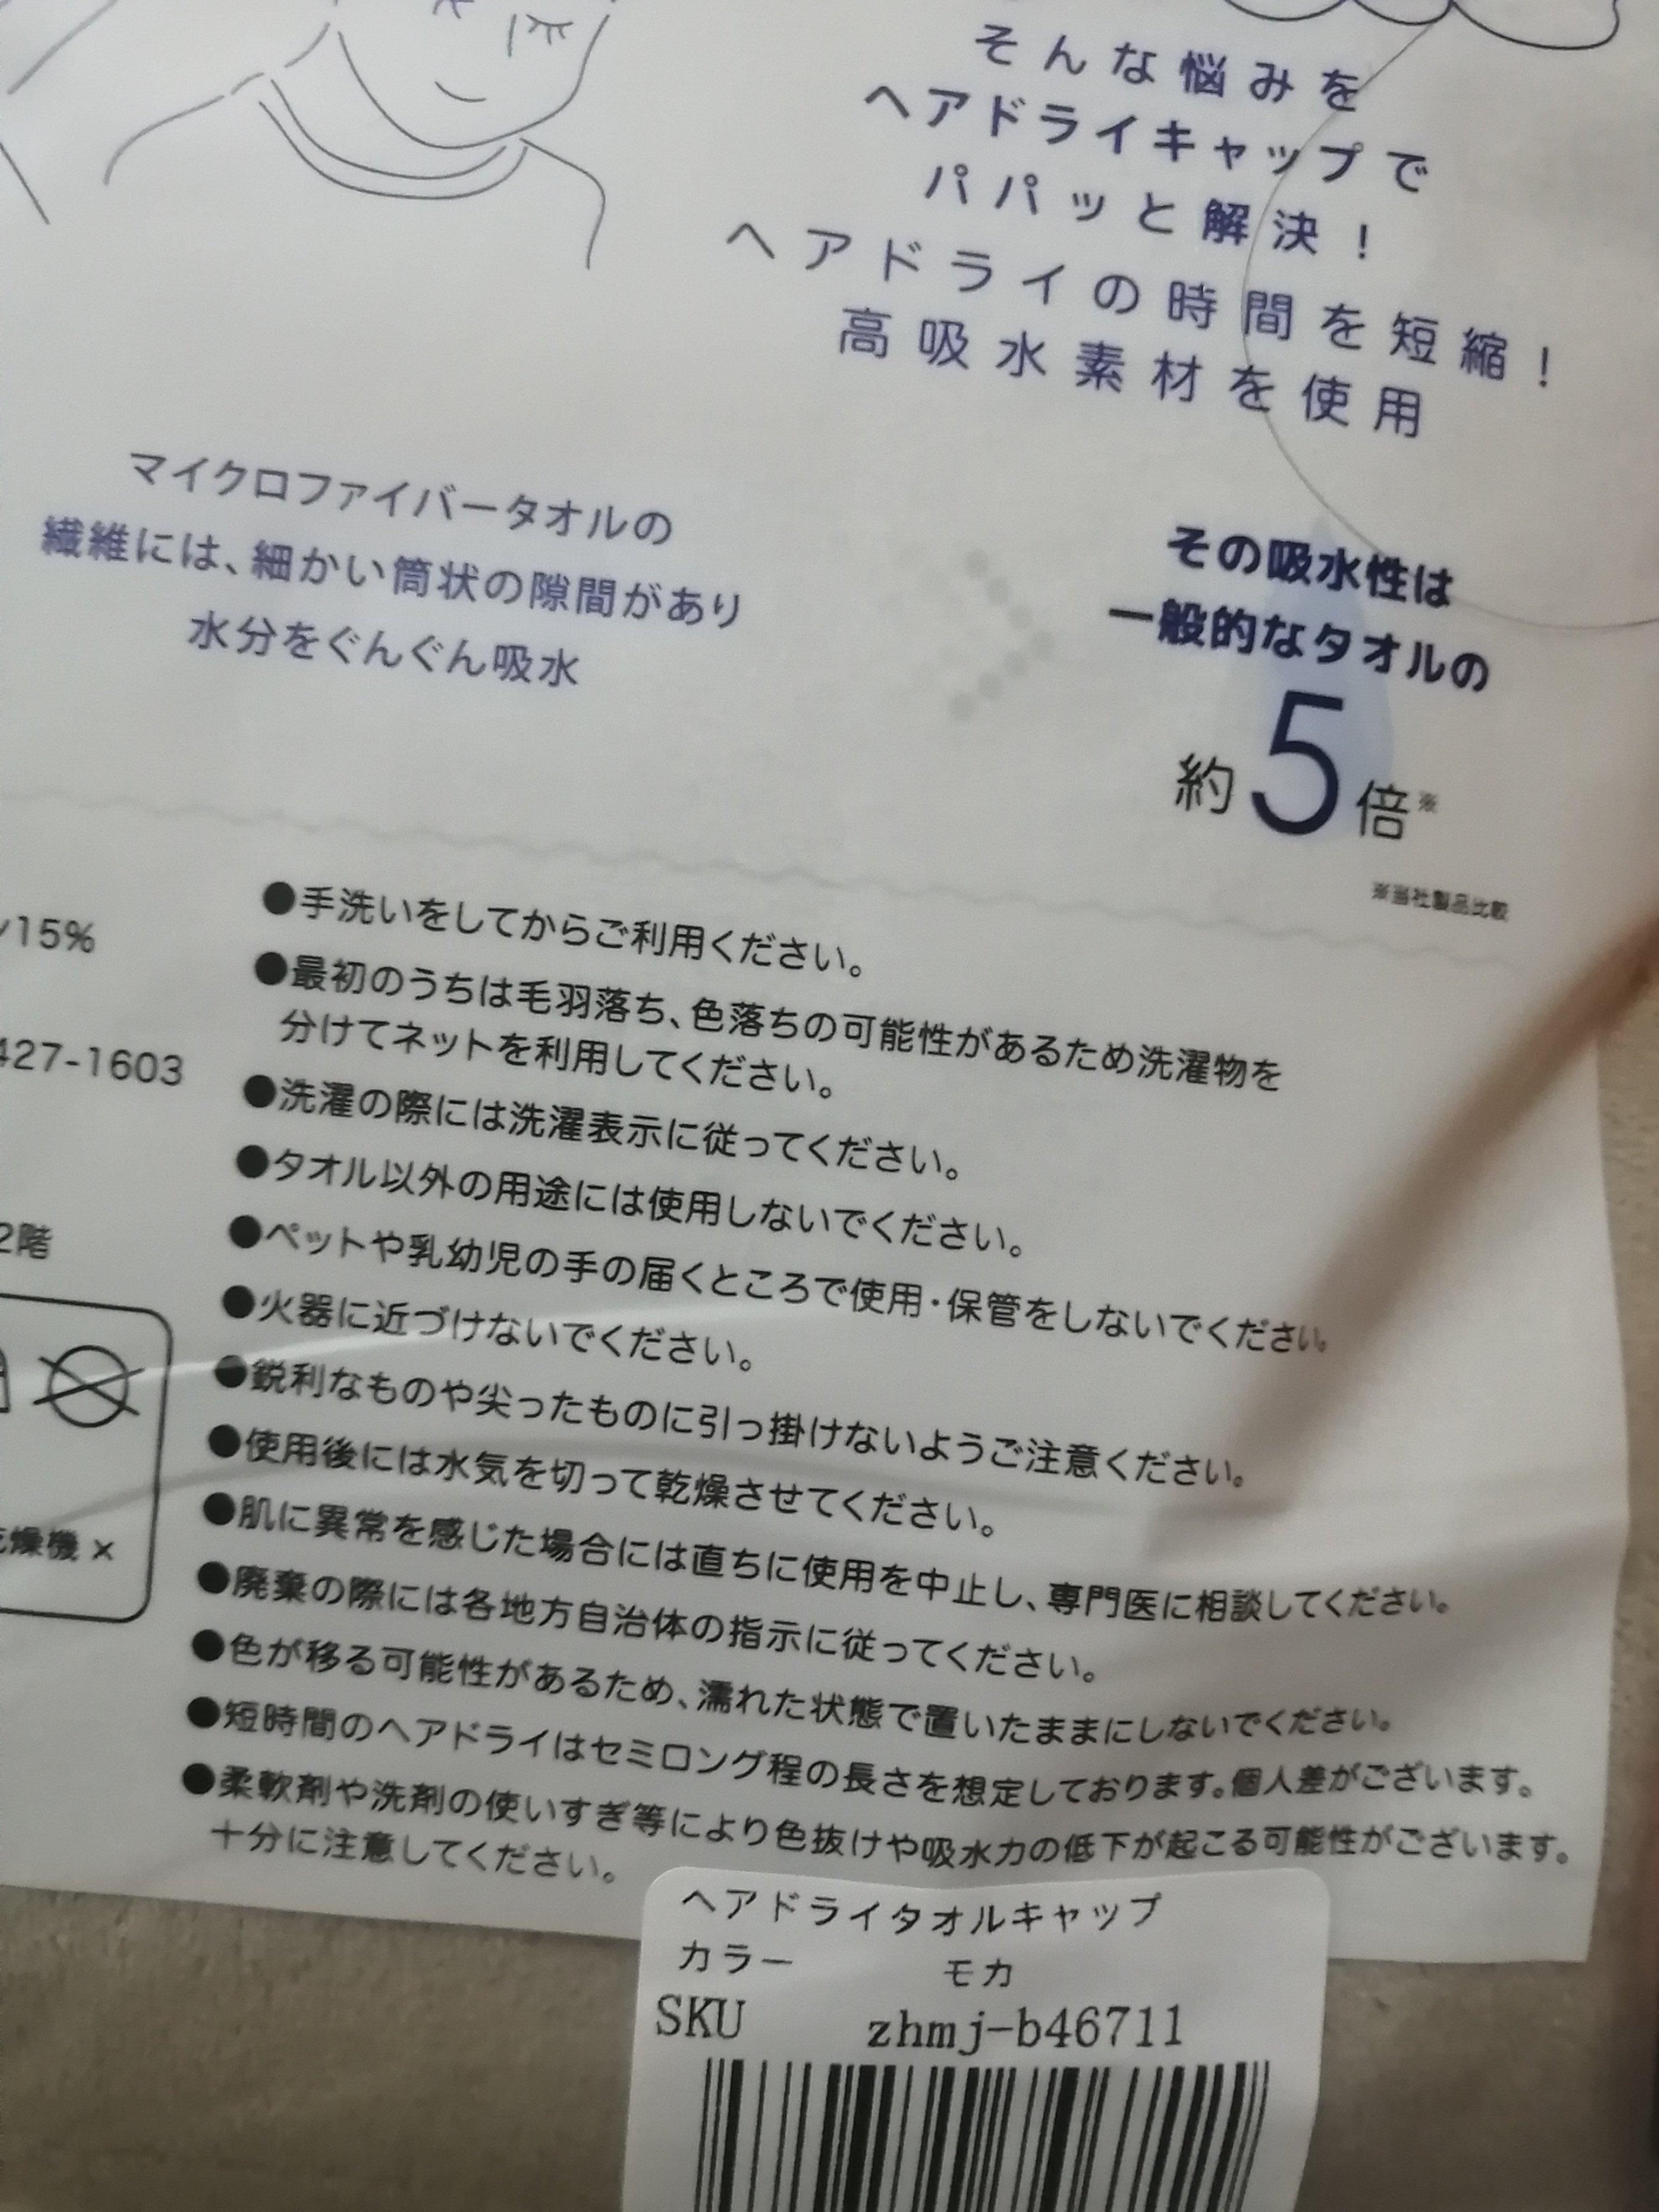 そんな悩みを
ヘアドライキャップで
パパッと解決！
ヘアドライの時間を短縮！
高吸水素材を使用
マイクロファイバータオルの
繊維には、細かい筒状の隙間があり
水分をぐんぐん吸水
その吸水性は
一般的なタオルの
約5倍※
※当社製品比較
15%
427-1603
2階
燥機 ×
●手洗いをしてからご利用ください。
●最初のうちは毛羽落ち、色落ちの可能性があるため洗濯物を
分けてネットを利用してください。
●洗濯の際には洗濯表示に従ってください。
●タオル以外の用途には使用しないでください。
●ペットや乳幼児の手の届くところで使用・保管をしないでください。
●火器に近づけないでください。
●鋭利なものや尖ったものに引っ掛けないようご注意ください。
●使用後には水気を切って乾燥させてください。
●肌に異常を感じた場合には直ちに使用を中止し、専門医に相談してください。
●廃棄の際には各地方自治体の指示に従ってください。
●色が移る可能性があるため、濡れた状態で置いたままにしないでください。
●短時間のヘアドライはセミロング程の長さを想定しております。個人差がございます。
●柔軟剤や洗剤の使いすぎ等により色抜けや吸水力の低下が起こる可能性がございます。
十分に注意してください。
ヘアドライタオルキャップ
カラー モカ
SKU zhmj-b46711